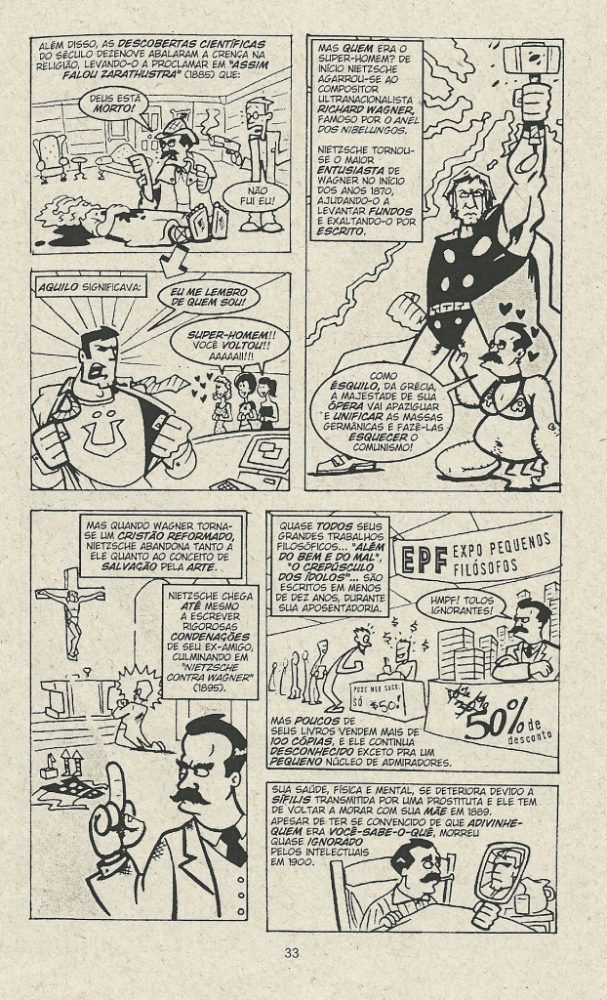 ALÉM DISSO, AS DESCOBERTAS CIENTÍFICAS
DO SÉCULO DEZENOVE ABALARAM A CRENÇA NA
RELIGIÃO, LEVANDO-O A PROCLAMAR EM "ASSIM
FALOU ZARATHUSTRA" (1885) QUE:
DEUS ESTÁ
MORTO!
NÃO
FUI EU!
MAS QUEM ERA O
SUPER-HOMEM? DE
INÍCIO NIETZSCHE
AGARROU-SE AO
COMPOSITOR
ULTRANACIONALISTA
RICHARD WAGNER,
FAMOSO POR O ANEL
DOS NIBELUNGOS.
NIETZSCHE TORNOU-
SE O MAIOR
ENTUSIASTA DE
WAGNER NO INÍCIO
DOS ANOS 1870,
AJUDANDO-O A
LEVANTAR FUNDOS
E EXALTANDO-O POR
ESCRITO.
COMO
ÉSQUILO, DA GRÉCIA,
A MAJESTADE DE SUA
ÓPERA VAI APAZIGUAR
E UNIFICAR AS MASSAS
GERMÂNICAS E FAZÊ-LAS
ESQUECER O
COMUNISMO!
AQUILO SIGNIFICAVA:
EU ME LEMBRO
DE QUEM SOU!
SUPER-HOMEM!!
VOCÊ VOLTOU!!
AAAAAI!!!
Ü
MAS QUANDO WAGNER TORNA-
SE UM CRISTÃO REFORMADO,
NIETZSCHE ABANDONA TANTO A
ELE QUANTO AO CONCEITO DE
SALVAÇÃO PELA ARTE.
NIETZSCHE CHEGA
ATÉ MESMO
A ESCREVER
RIGOROSAS
CONDENAÇÕES
DE SEU EX-AMIGO,
CULMINANDO EM
"NIETZSCHE
CONTRA WAGNER"
(1895).
QUASE TODOS SEUS
GRANDES TRABALHOS
FILOSÓFICOS... "ALÉM
DO BEM E DO MAL",
"O CREPÚSCULO
DOS ÍDOLOS"... SÃO
ESCRITOS EM MENOS
DE DEZ ANOS, DURANTE
SUA APOSENTADORIA.
EPF EXPO PEQUENOS
FILÓSOFOS
HMPF! TOLOS
IGNORANTES!
SÓ $50!
50% de
desconto
MAS POUCOS DE
SEUS LIVROS VENDEM MAIS DE
100 CÓPIAS, E ELE CONTINUA
DESCONHECIDO EXCETO PRA UM
PEQUENO NÚCLEO DE ADMIRADORES.
SUA SAÚDE, FÍSICA E MENTAL, SE DETERIORA DEVIDO A
SÍFILIS TRANSMITIDA POR UMA PROSTITUTA E ELE TEM
DE VOLTAR A MORAR COM SUA MÃE EM 1889.
APESAR DE TER SE CONVENCIDO DE QUE ADIVINHE-
QUEM ERA VOCÊ-SABE-O-QUÊ, MORREU
QUASE IGNORADO
PELOS INTELECTUAIS
EM 1900.
33